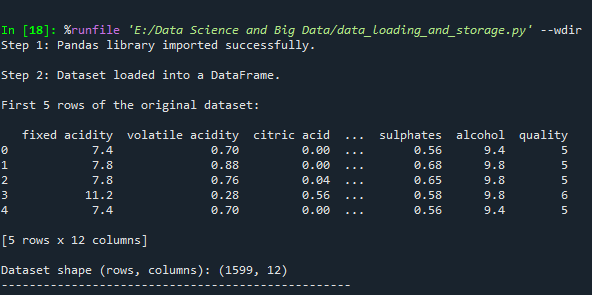 In [18]: %runfile 'E:/Data Science and Big Data/data_loading_and_storage.py' --wdir
Step 1: Pandas library imported successfully.
Step 2: Dataset loaded into a DataFrame.
First 5 rows of the original dataset:
   fixed acidity  volatile acidity  citric acid  ...  sulphates  alcohol  quality
0            7.4              0.70         0.00  ...       0.56      9.4        5
1            7.8              0.88         0.00  ...       0.68      9.8        5
2            7.8              0.76         0.04  ...       0.65      9.8        5
3           11.2              0.28         0.56  ...       0.58      9.8        6
4            7.4              0.70         0.00  ...       0.56      9.4        5
[5 rows x 12 columns]
Dataset shape (rows, columns): (1599, 12)
--------------------------------------------------